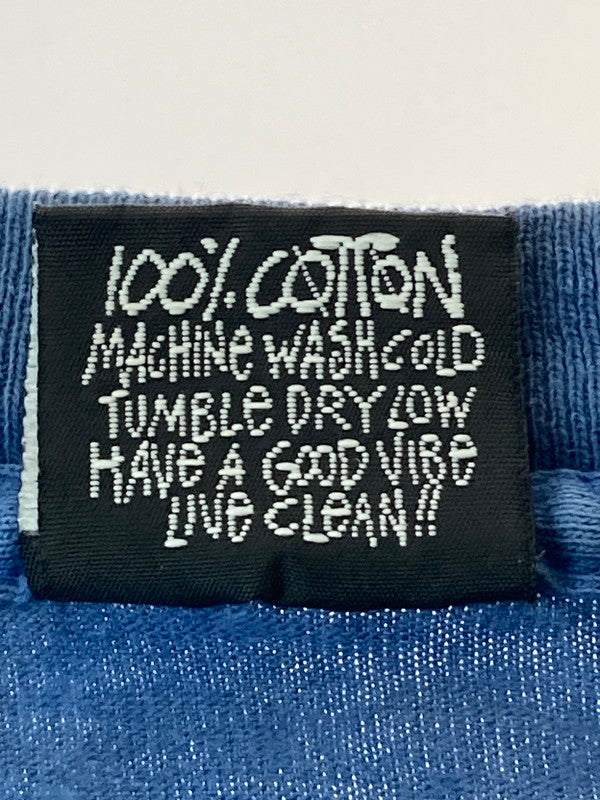 100% COTTON
MACHINE WASH COLD
TUMBLE DRY LOW
HAVE A GOOD VIBE
LIVE CLEAN!!